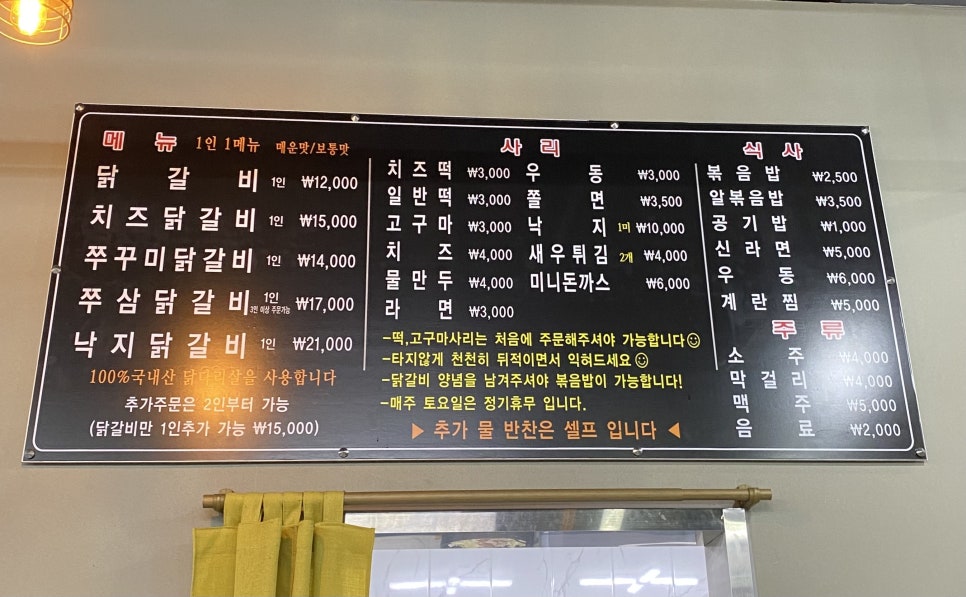 메뉴 1인 1메뉴 매운맛/보통맛
닭갈비 1인 ₩12,000
치즈닭갈비 1인 ₩15,000
쭈꾸미닭갈비 1인 ₩14,000
쭈삼닭갈비 1인 3인 이상 주문가능 ₩17,000
낙지닭갈비 1인 ₩21,000
100%국내산 닭다리살을 사용합니다
추가주문은 2인부터 가능
(닭갈비만 1인추가 가능 ₩15,000)
사리
치즈떡 ₩3,000
일반떡 ₩3,000
고구마 ₩3,000
치즈 ₩4,000
물만두 ₩4,000
라면 ₩3,000
우동 ₩3,000
쫄면 ₩3,500
낙지 1미 ₩10,000
새우튀김 2개 ₩4,000
미니돈까스 ₩6,000
-떡,고구마사리는 처음에 주문해주셔야 가능합니다☺
-타지않게 천천히 뒤적이면서 익혀드세요☺
-닭갈비 양념을 남겨주셔야 볶음밥이 가능합니다!
-매주 토요일은 정기휴무 입니다.
▶ 추가 물 반찬은 셀프 입니다 ◀
식사
볶음밥 ₩2,500
알볶음밥 ₩3,500
공기밥 ₩1,000
신라면 ₩5,000
우동 ₩6,000
계란찜 ₩5,000
주류
소주 ₩4,000
막걸리 ₩4,000
맥주 ₩5,000
음료 ₩2,000